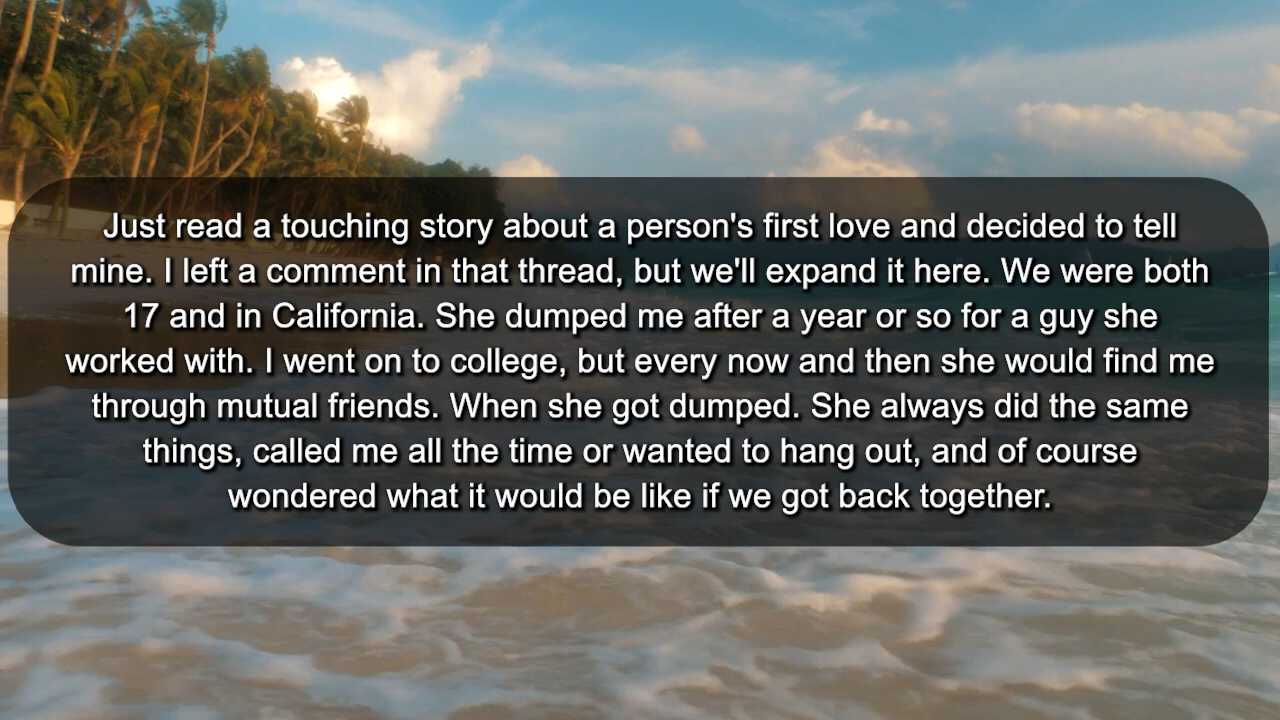 Just read a touching story about a person's first love and decided to tell
mine. I left a comment in that thread, but we'll expand it here. We were both
17 and in California. She dumped me after a year or so for a guy she
worked with. I went on to college, but every now and then she would find me
through mutual friends. When she got dumped. She always did the same
things, called me all the time or wanted to hang out, and of course
wondered what it would be like if we got back together.